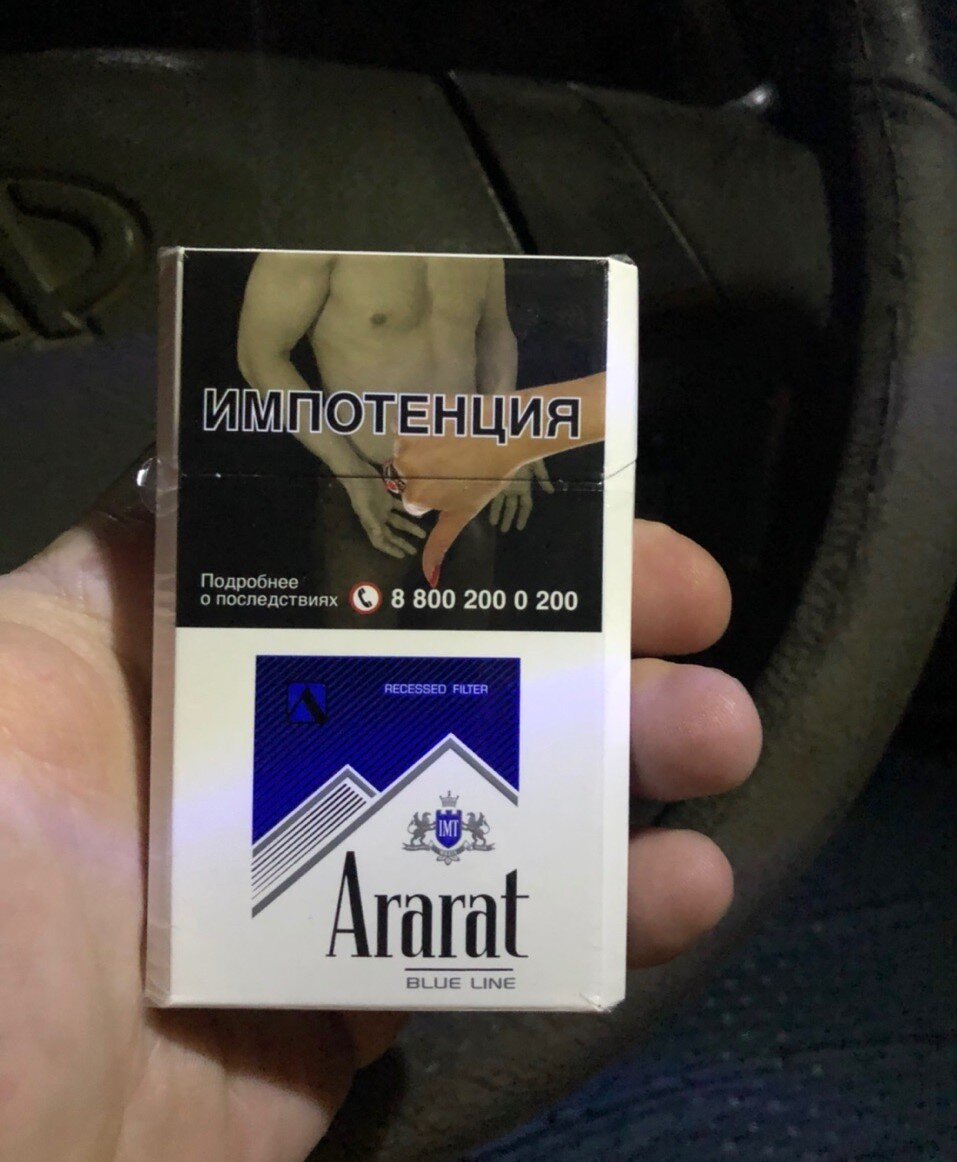 ИМПОТЕНЦИЯ
Подробнее
о последствиях 8 800 200 0 200
RECESSED FILTER
IMT
Ararat
BLUE LINE